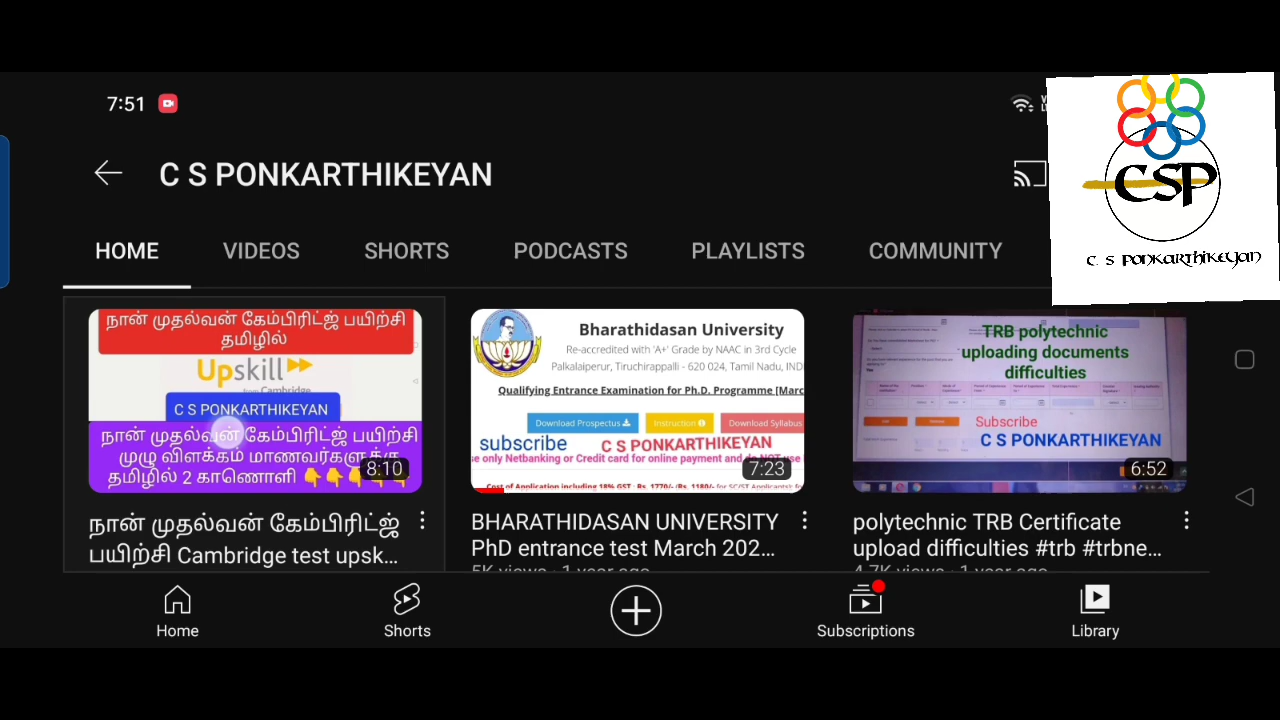 7:51
C S PONKARTHIKEYAN
CSP
C. S PONKARTHIKEYAN
HOME
VIDEOS
SHORTS
PODCASTS
PLAYLISTS
COMMUNITY
நான் முதல்வன் கேம்பிரிட்ஜ் பயிற்சி
தமிழில்
Upskill
from Cambridge
C S PONKARTHIKEYAN
நான் முதல்வன் கேம்பிரிட்ஜ் பயிற்சி
முழு விளக்கம் மாணவர்களுக்கு
தமிழில் 2 காணொளி 👇👇👇👇👇
8:10
Bharathidasan University
Re-accredited with 'A+' Grade by NAAC in 3rd Cycle
Palkalaiperur, Tiruchirappalli - 620 024, Tamil Nadu, INDI
Qualifying Entrance Examination for Ph.D. Programme [Marc
Download Prospectus
Instruction
Download Syllabus
subscribe
C S PONKARTHIKEYAN
se only Netbanking or Credit card for online payment and do NOT use
Cost of Application including 18% GST : Rs. 1770/- (Rs. 1180/- for SC/ST Applicants);
7:23
TRB polytechnic
uploading documents
difficulties
Subscribe
C S PONKARTHIKEYAN
6:52
நான் முதல்வன் கேம்பிரிட்ஜ்
பயிற்சி Cambridge test upsk...
BHARATHIDASAN UNIVERSITY
PhD entrance test March 202...
5K views · 1 year ago
polytechnic TRB Certificate
upload difficulties #trb #trbne...
4.7K views · 1 year ago
Home
Shorts
Subscriptions
Library